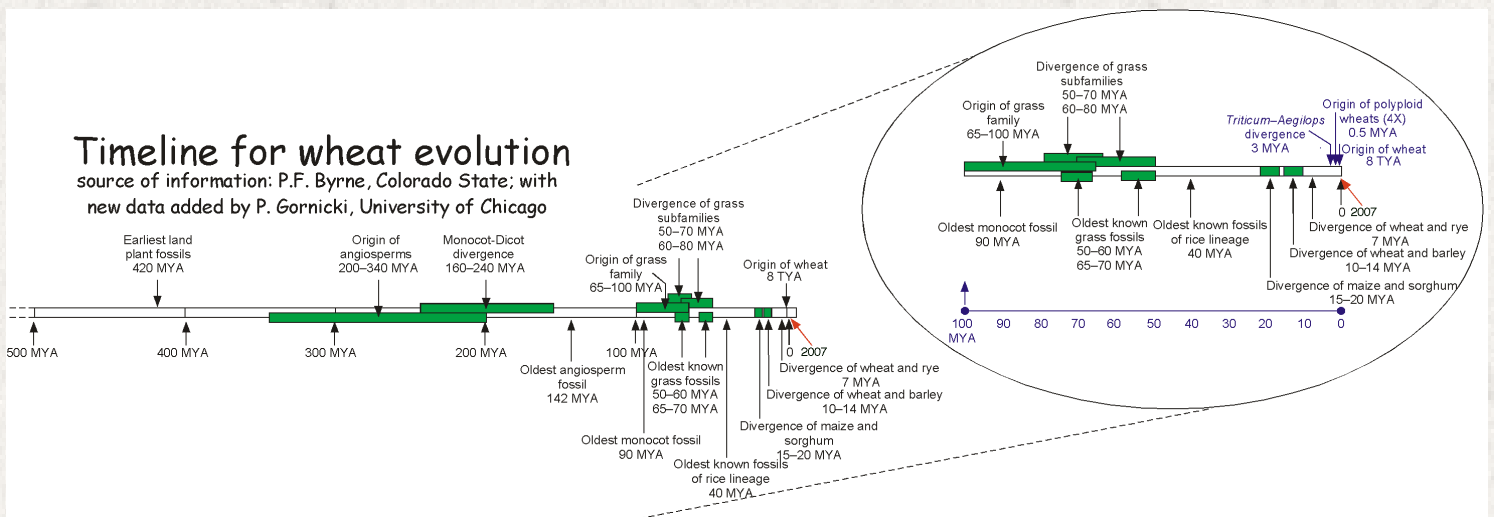 Timeline for wheat evolution
source of information: P.F. Byrne, Colorado State; with
new data added by P. Gornicki, University of Chicago
Earliest land
plant fossils
420 MYA
Origin of
angiosperms
200–340 MYA
Monocot-Dicot
divergence
160–240 MYA
Divergence of grass
subfamilies
50–70 MYA
60–80 MYA
Origin of grass
family
65–100 MYA
Origin of wheat
8 TYA
500 MYA
400 MYA
300 MYA
200 MYA
100 MYA
0
2007
Oldest angiosperm
fossil
142 MYA
Oldest monocot fossil
90 MYA
Oldest known
grass fossils
50–60 MYA
65–70 MYA
Oldest known fossils
of rice lineage
40 MYA
Divergence of wheat and rye
7 MYA
Divergence of wheat and barley
10–14 MYA
Divergence of maize and
sorghum
15–20 MYA
Divergence of grass
subfamilies
50–70 MYA
60–80 MYA
Origin of grass
family
65–100 MYA
Triticum–Aegilops
divergence
3 MYA
Origin of polyploid
wheats (4X)
0.5 MYA
Origin of wheat
8 TYA
0
2007
Oldest monocot fossil
90 MYA
Oldest known
grass fossils
50–60 MYA
65–70 MYA
Oldest known fossils
of rice lineage
40 MYA
Divergence of wheat and rye
7 MYA
Divergence of wheat and barley
10–14 MYA
Divergence of maize and sorghum
15–20 MYA
100 90 80 70 60 50 40 30 20 10 0
MYA